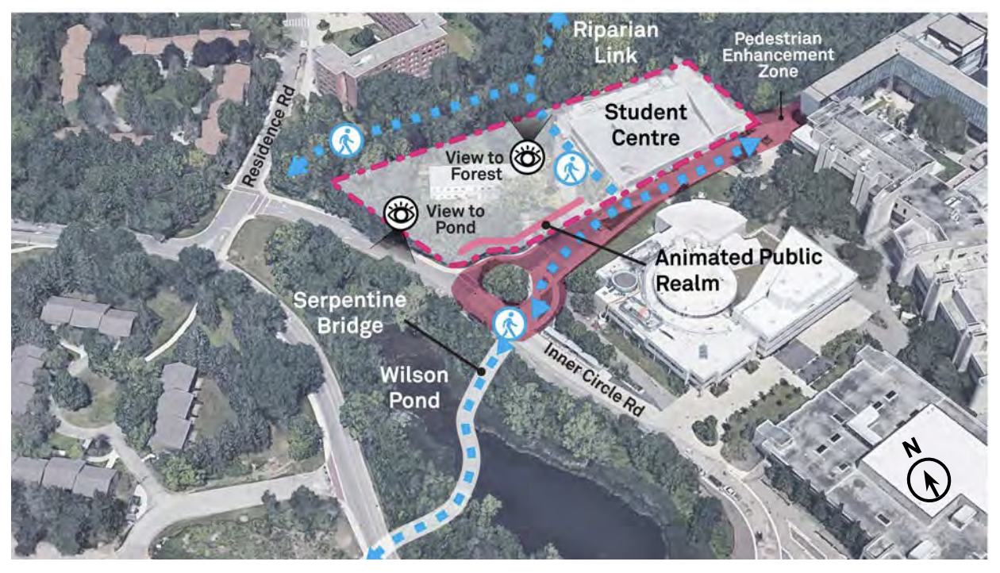 Riparian
Link
Pedestrian
Enhancement
Zone
Residence Rd
Student
Centre
View to
Forest
View to
Pond
Animated Public
Realm
Serpentine
Bridge
Wilson
Pond
Inner Circle Rd
N